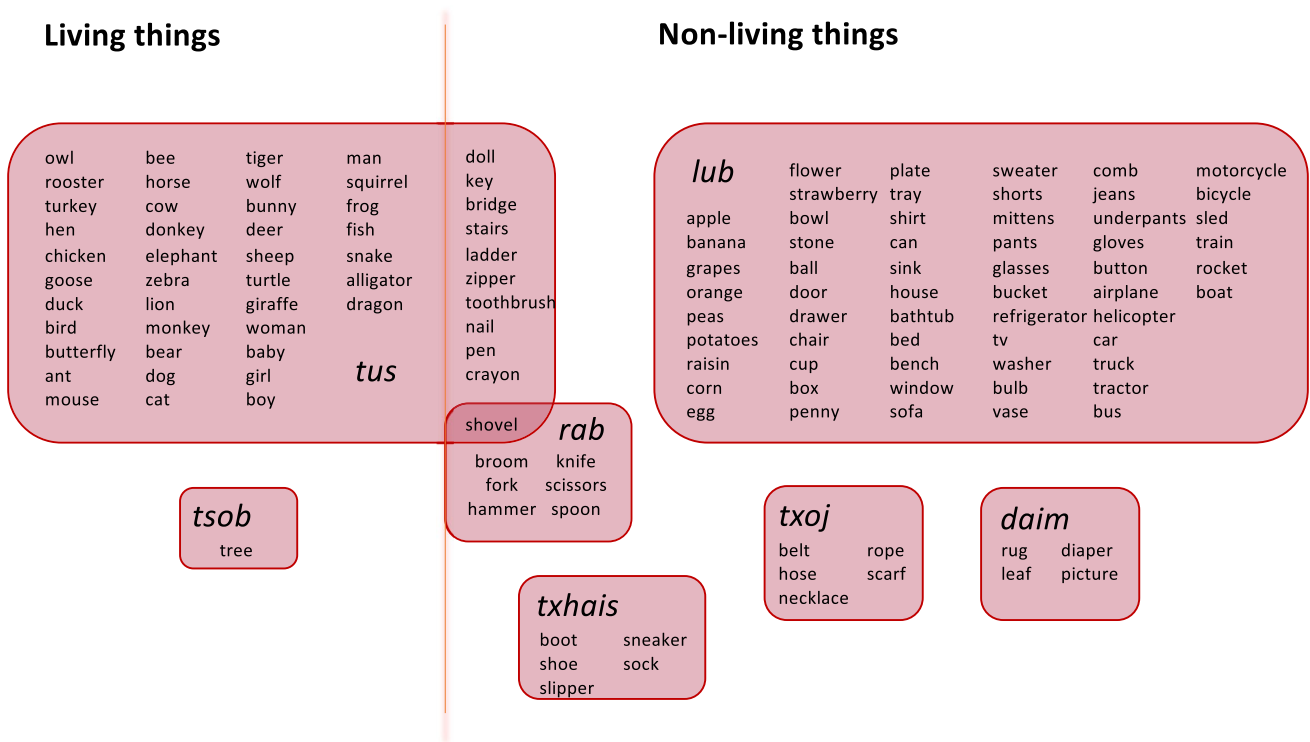 Living things
Non-living things
owl bee tiger man doll
rooster horse wolf squirrel key
turkey cow bunny frog bridge
hen donkey deer fish stairs
chicken elephant sheep snake ladder
goose zebra turtle alligator zipper
duck lion giraffe dragon toothbrush
bird monkey woman nail
butterfly bear baby tus pen
ant dog girl crayon
mouse cat boy
lub flower plate sweater comb motorcycle
strawberry tray shorts jeans bicycle
apple bowl shirt mittens underpants sled
banana stone can pants gloves train
grapes ball sink glasses button rocket
orange door house bucket airplane boat
peas drawer bathtub refrigerator helicopter
potatoes chair bed tv car
raisin cup bench washer truck
corn box window bulb tractor
egg penny sofa vase bus
shovel rab
broom knife
fork scissors
hammer spoon
tsob
tree
txhais
boot sneaker
shoe sock
slipper
txoj
belt rope
hose scarf
necklace
daim
rug diaper
leaf picture